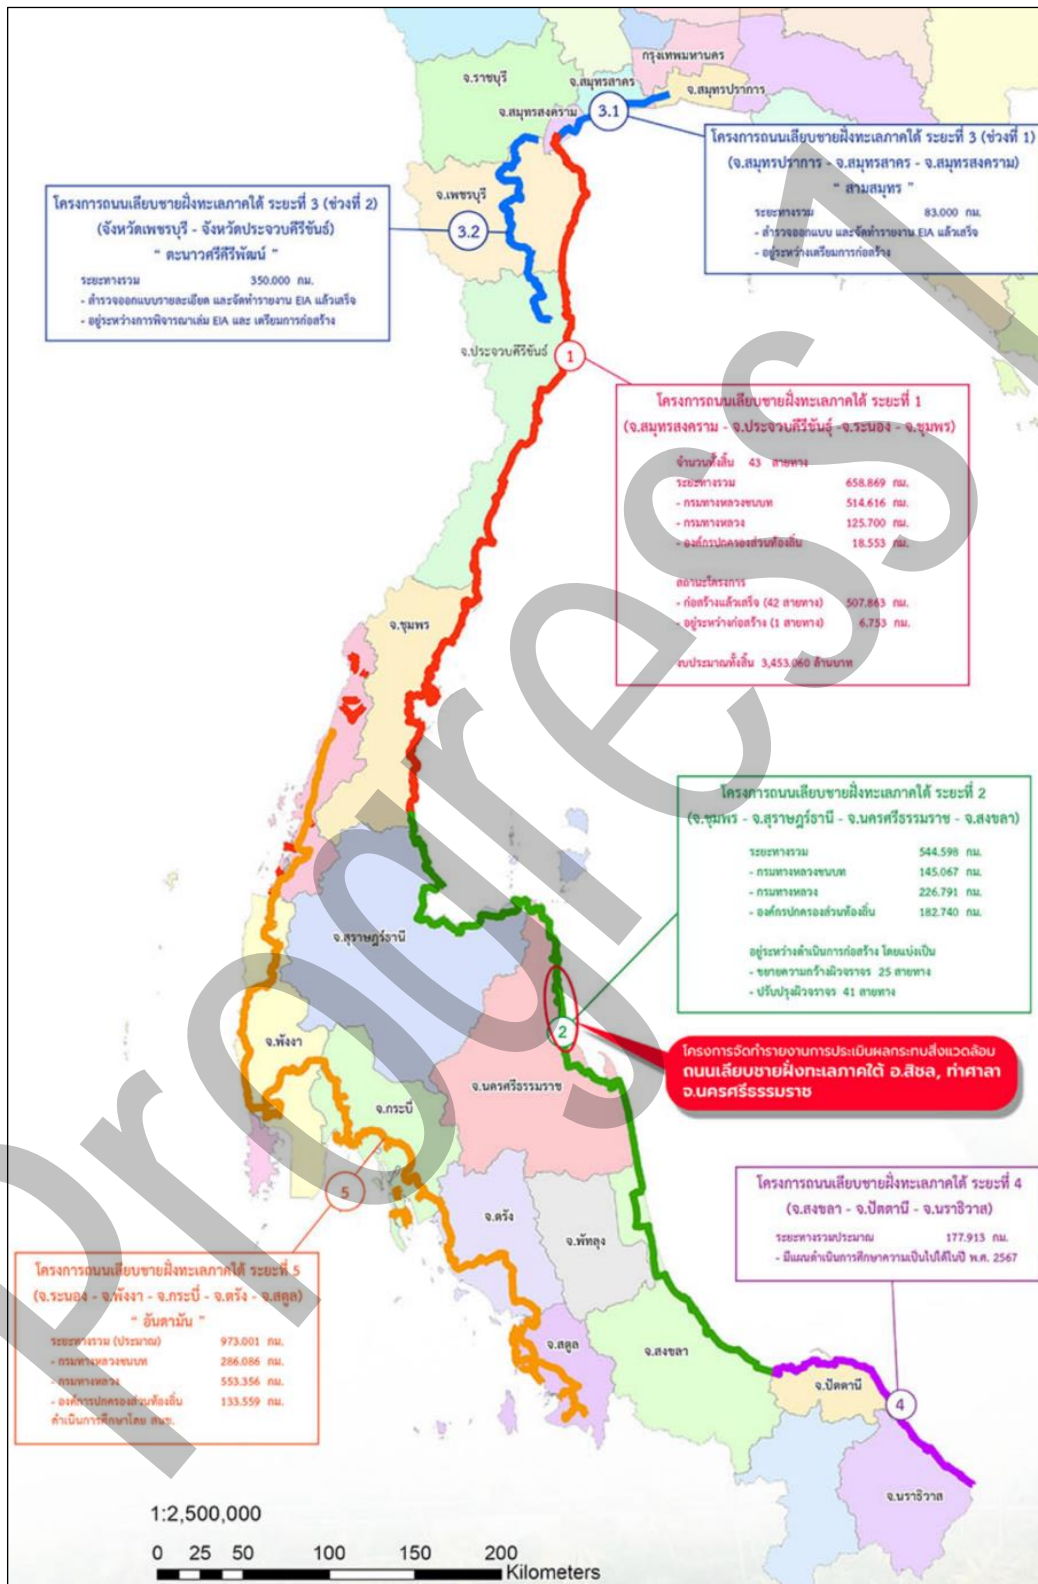 กรุงเทพมหานคร
จ.ราชบุรี
จ.สมุทรสาคร
จ.สมุทรปราการ
จ.สมุทรสงคราม
3.1
โครงการถนนเลียบชายฝั่งทะเลภาคใต้ ระยะที่ 3 (ช่วงที่ 1)
(จ.สมุทรปราการ - จ.สมุทรสาคร - จ.สมุทรสงคราม)
" สามสมุทร "
ระยะทางรวม 83.000 กม.
- สำรวจออกแบบ และจัดทำรายงาน EIA แล้วเสร็จ
- อยู่ระหว่างเตรียมการก่อสร้าง
จ.เพชรบุรี
3.2
โครงการถนนเลียบชายฝั่งทะเลภาคใต้ ระยะที่ 3 (ช่วงที่ 2)
(จังหวัดเพชรบุรี - จังหวัดประจวบคีรีขันธ์)
" ตะนาวศรีคีรีพัฒน์ "
ระยะทางรวม 350.000 กม.
- สำรวจออกแบบรายละเอียด และจัดทำรายงาน EIA แล้วเสร็จ
- อยู่ระหว่างการพิจารณาเล่ม EIA และ เตรียมการก่อสร้าง
จ.ประจวบคีรีขันธ์
1
โครงการถนนเลียบชายฝั่งทะเลภาคใต้ ระยะที่ 1
(จ.สมุทรสงคราม - จ.ประจวบคีรีขันธุ์ -จ.ระนอง - จ.ชุมพร)
จำนวนทั้งสิ้น 43 สายทาง
ระยะทางรวม 658.869 กม.
- กรมทางหลวงชนบท 514.616 กม.
- กรมทางหลวง 125.700 กม.
- องค์กรปกครองส่วนท้องถิ่น 18.553 กม.
สถานะโครงการ
- ก่อสร้างแล้วเสร็จ (42 สายทาง) 507.863 กม.
- อยู่ระหว่างก่อสร้าง (1 สายทาง) 6.753 กม.
งบประมาณทั้งสิ้น 3,453.060 ล้านบาท
จ.ชุมพร
โครงการถนนเลียบชายฝั่งทะเลภาคใต้ ระยะที่ 2
(จ.ชุมพร - จ.สุราษฎร์ธานี - จ.นครศรีธรรมราช - จ.สงขลา)
ระยะทางรวม 544.598 กม.
- กรมทางหลวงชนบท 145.067 กม.
- กรมทางหลวง 226.791 กม.
- องค์กรปกครองส่วนท้องถิ่น 182.740 กม.
อยู่ระหว่างดำเนินการก่อสร้าง โดยแบ่งเป็น
- ขยายความกว้างผิวจราจร 25 สายทาง
- ปรับปรุงผิวจราจร 41 สายทาง
จ.สุราษฎร์ธานี
2
โครงการจัดทำรายงานการประเมินผลกระทบสิ่งแวดล้อม
ถนนเลียบชายฝั่งทะเลภาคใต้ อ.สิชล, ท่าศาลา
จ.นครศรีธรรมราช
จ.พังงา
จ.นครศรีธรรมราช
จ.กระบี่
5
จ.ตรัง
จ.พัทลุง
โครงการถนนเลียบชายฝั่งทะเลภาคใต้ ระยะที่ 4
(จ.สงขลา - จ.ปัตตานี - จ.นราธิวาส)
ระยะทางรวมประมาณ 177.913 กม.
- มีแผนดำเนินการศึกษาความเป็นไปได้ในปี พ.ศ. 2567
โครงการถนนเลียบชายฝั่งทะเลภาคใต้ ระยะที่ 5
(จ.ระนอง - จ.พังงา - จ.กระบี่ - จ.ตรัง - จ.สตูล)
" อันดามัน "
ระยะทางรวม (ประมาณ) 973.001 กม.
- กรมทางหลวงชนบท 286.086 กม.
- กรมทางหลวง 553.356 กม.
- องค์การปกครองส่วนท้องถิ่น 133.559 กม.
ดำเนินการศึกษาโดย สนข.
จ.สตูล
จ.สงขลา
จ.ปัตตานี
4
จ.นราธิวาส
1:2,500,000
0 25 50 100 150 200
Kilometers
Progress1